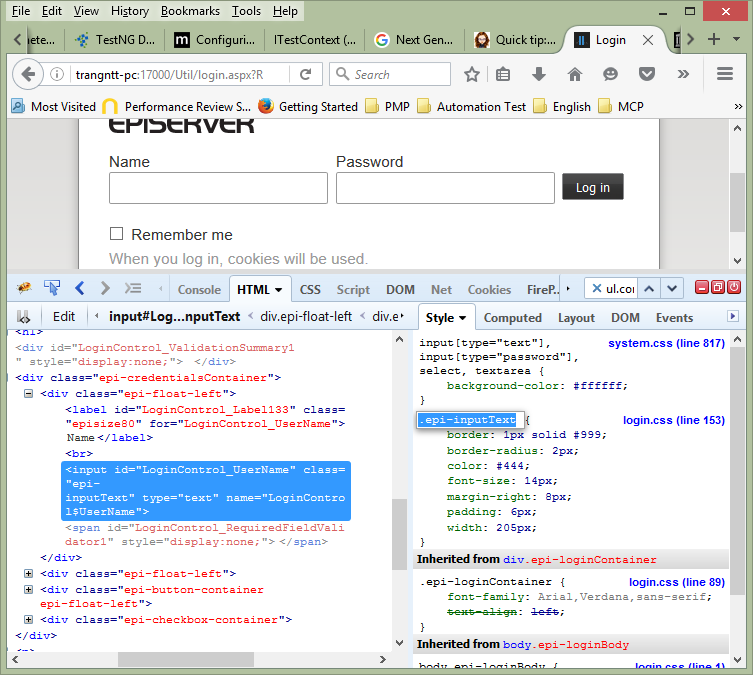 File Edit View History Bookmarks Tools Help
nete... TestNG D... Configuri... ITestContext (... Next Gen... Quick tip:... Login
trangntt-pc:17000/Util/login.aspx?R Search
Most Visited Performance Review S... Getting Started PMP Automation Test English MCP
EPISERVER
Name Password
Log in
Remember me
When you log in, cookies will be used.
Console HTML CSS Script DOM Net Cookies FireP... ul.con
Edit input#Log...nputText < div.epi-float-left < div.e
Style Computed Layout DOM Events
<h1>
<div id="LoginControl_ValidationSummary1
" style="display:none;"> </div>
<div class="epi-credentialsContainer">
<div class="epi-float-left">
<label id="LoginControl_Label133" class=
"episize80" for="LoginControl_UserName">
Name</label>
<br>
<input id="LoginControl_UserName" class=
"epi-
inputText" type="text" name="LoginContro
l$UserName">
<span id="LoginControl_RequiredFieldVali
dator1" style="display:none;"></span>
</div>
<div class="epi-float-left">
<div class="epi-button-container
epi-float-left">
<div class="epi-checkbox-container">
</div>
input[type="text"], system.css (line 817)
input[type="password"],
select, textarea {
background-color: #ffffff;
}
.epi-inputText { login.css (line 153)
border: 1px solid #999;
border-radius: 2px;
color: #444;
font-size: 14px;
margin-right: 8px;
padding: 6px;
width: 205px;
}
Inherited from div.epi-loginContainer
.epi-loginContainer { login.css (line 89)
font-family: Arial,Verdana,sans-serif;
text-align: left;
}
Inherited from body.epi-loginBody
body.epi-loginBody { login.css (line 1)